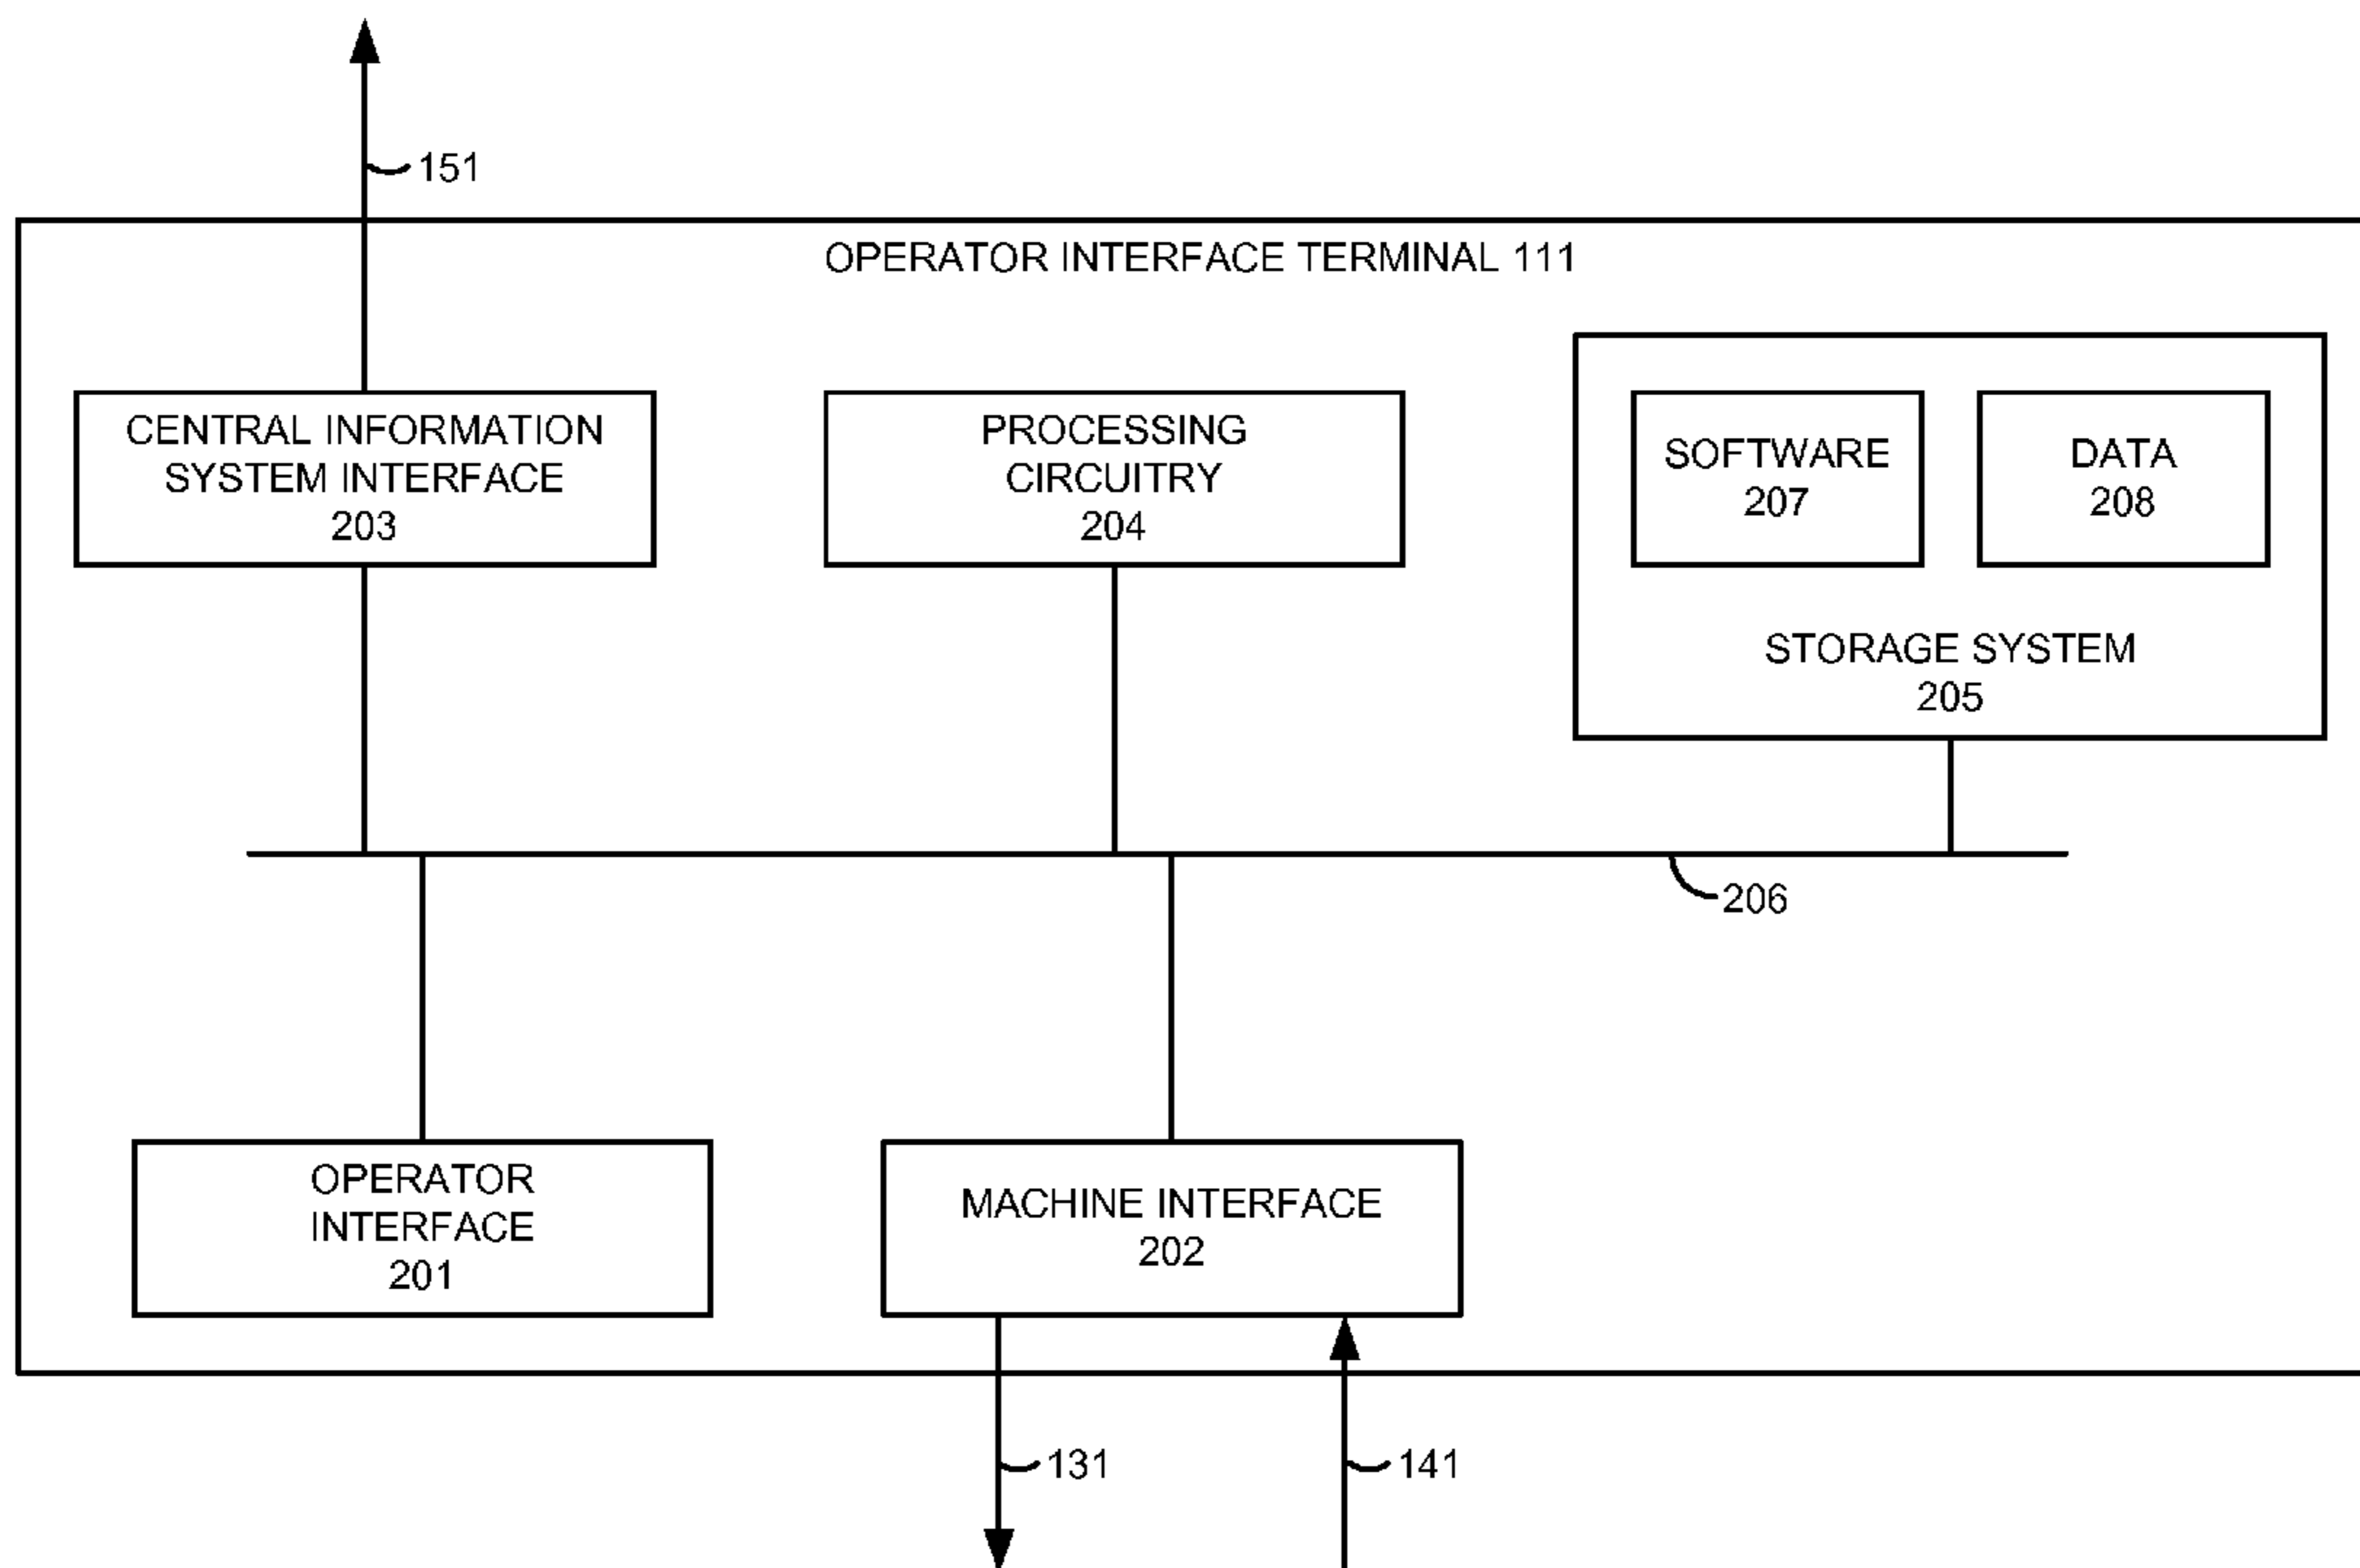 151
OPERATOR INTERFACE TERMINAL 111
CENTRAL INFORMATION
SYSTEM INTERFACE
203
PROCESSING
CIRCUITRY
204
SOFTWARE
207
DATA
208
STORAGE SYSTEM
205
206
OPERATOR
INTERFACE
201
MACHINE INTERFACE
202
131
141